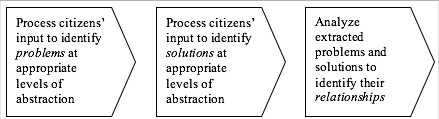 Process citizens'
input to identify
problems at
appropriate
levels of
abstraction
Process citizens'
input to identify
solutions at
appropriate
levels of
abstraction
Analyze
extracted
problems and
solutions to
identify their
relationships